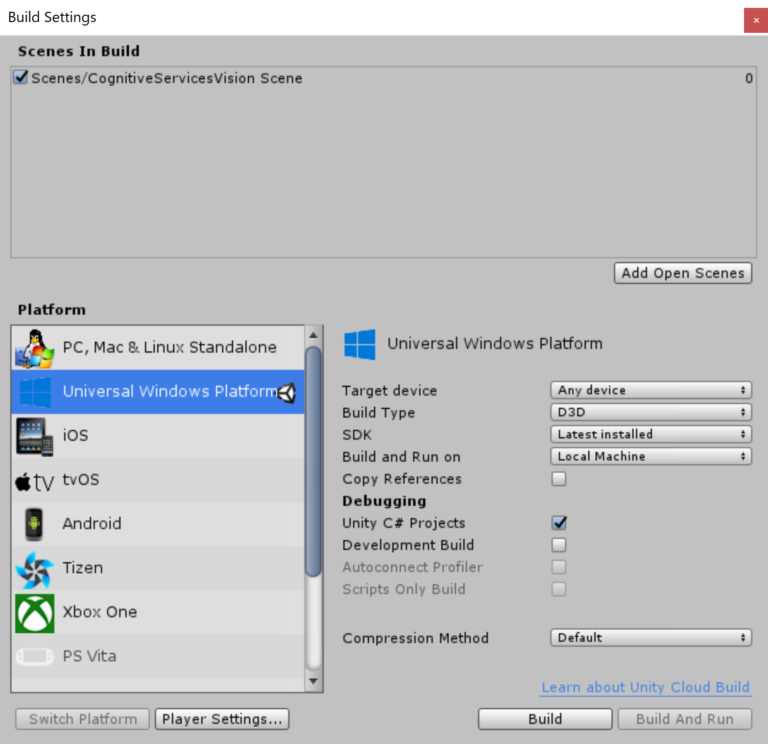 Build Settings
Scenes In Build
Scenes/CognitiveServicesVision Scene 0
Add Open Scenes
Platform
PC, Mac & Linux Standalone
Universal Windows Platform
iOS
tvOS
Android
Tizen
Xbox One
PS Vita
Universal Windows Platform
Target device Any device
Build Type D3D
SDK Latest installed
Build and Run on Local Machine
Copy References
Debugging
Unity C# Projects
Development Build
Autoconnect Profiler
Scripts Only Build
Compression Method Default
Learn about Unity Cloud Build
Switch Platform Player Settings... Build Build And Run